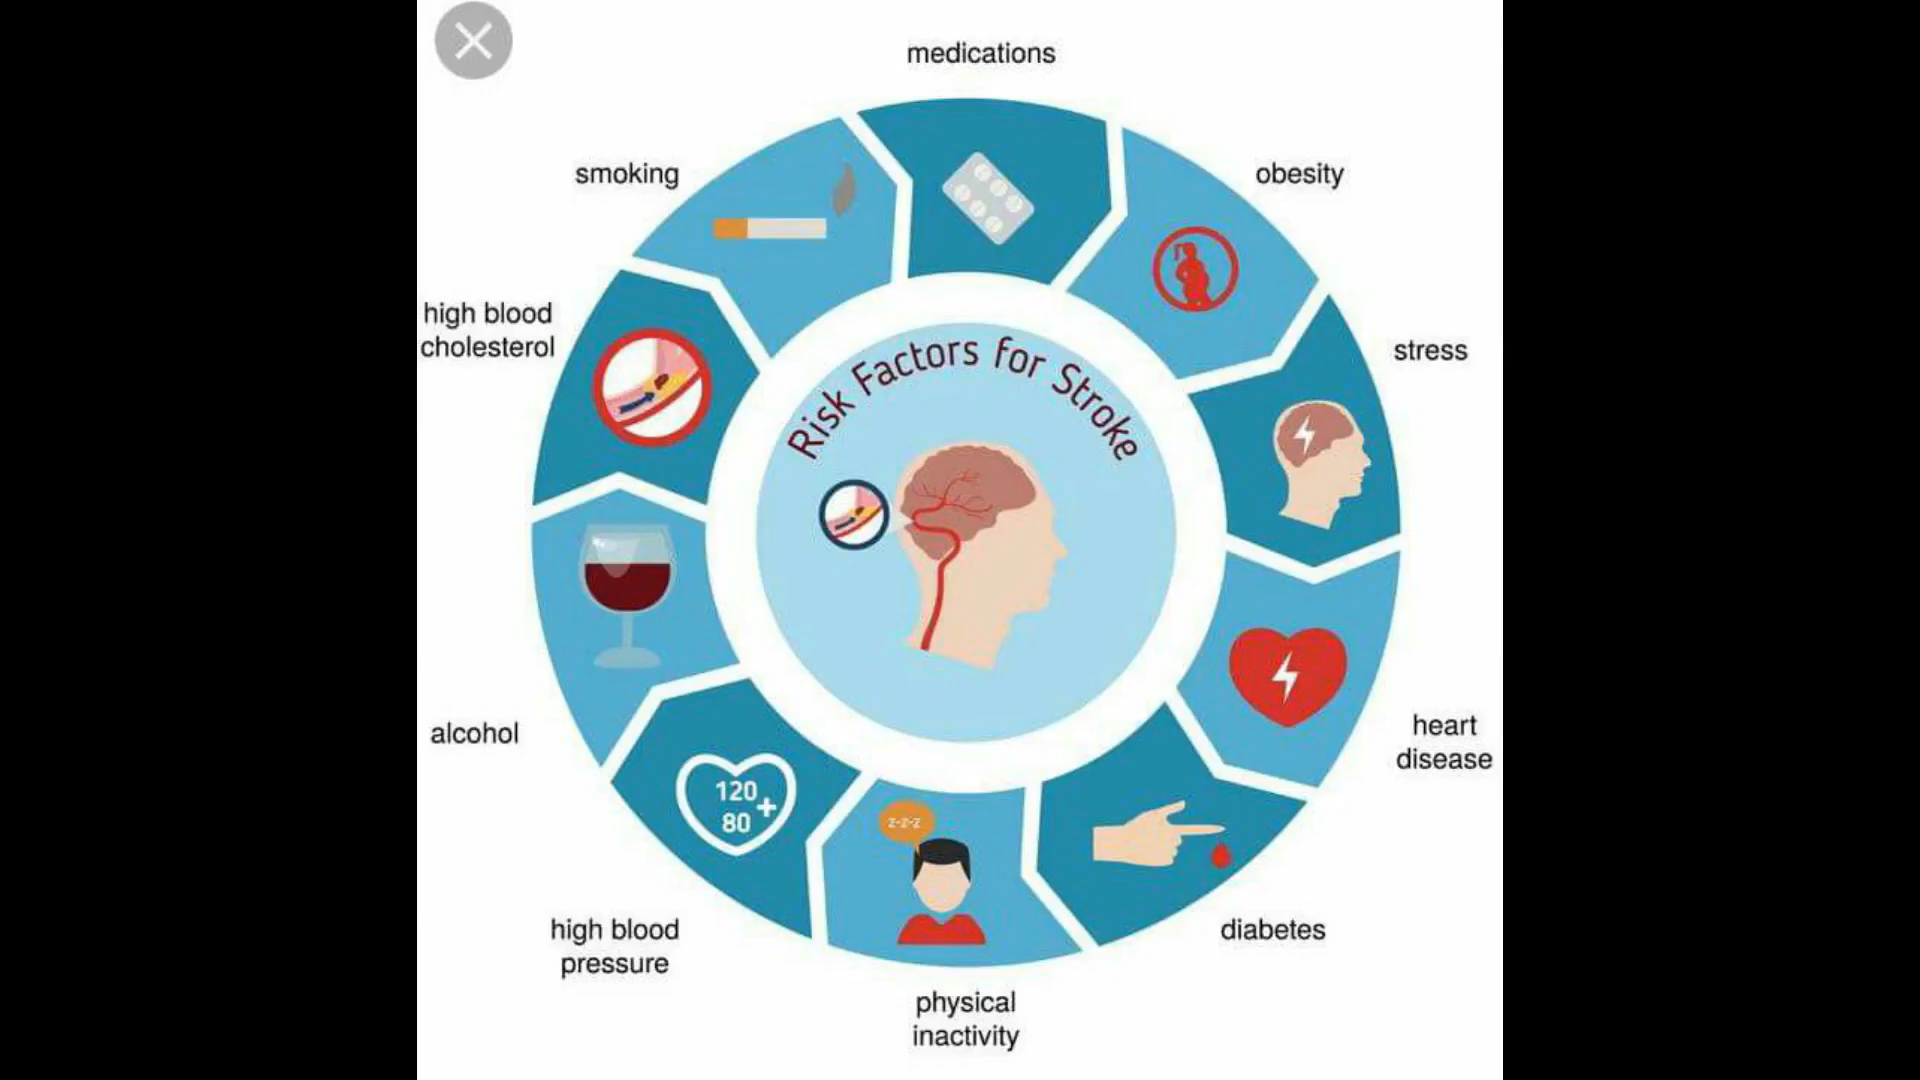 medications
smoking
obesity
high blood
cholesterol
stress
Risk Factors for Stroke
alcohol
heart
disease
120
80
+
z-z-z
high blood
pressure
diabetes
physical
inactivity